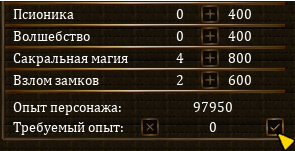 Псионика 0 + 400
Волшебство 0 + 400
Сакральная магия 4 + 800
Взлом замков 2 + 600
Опыт персонажа: 97950
Требуемый опыт: 0